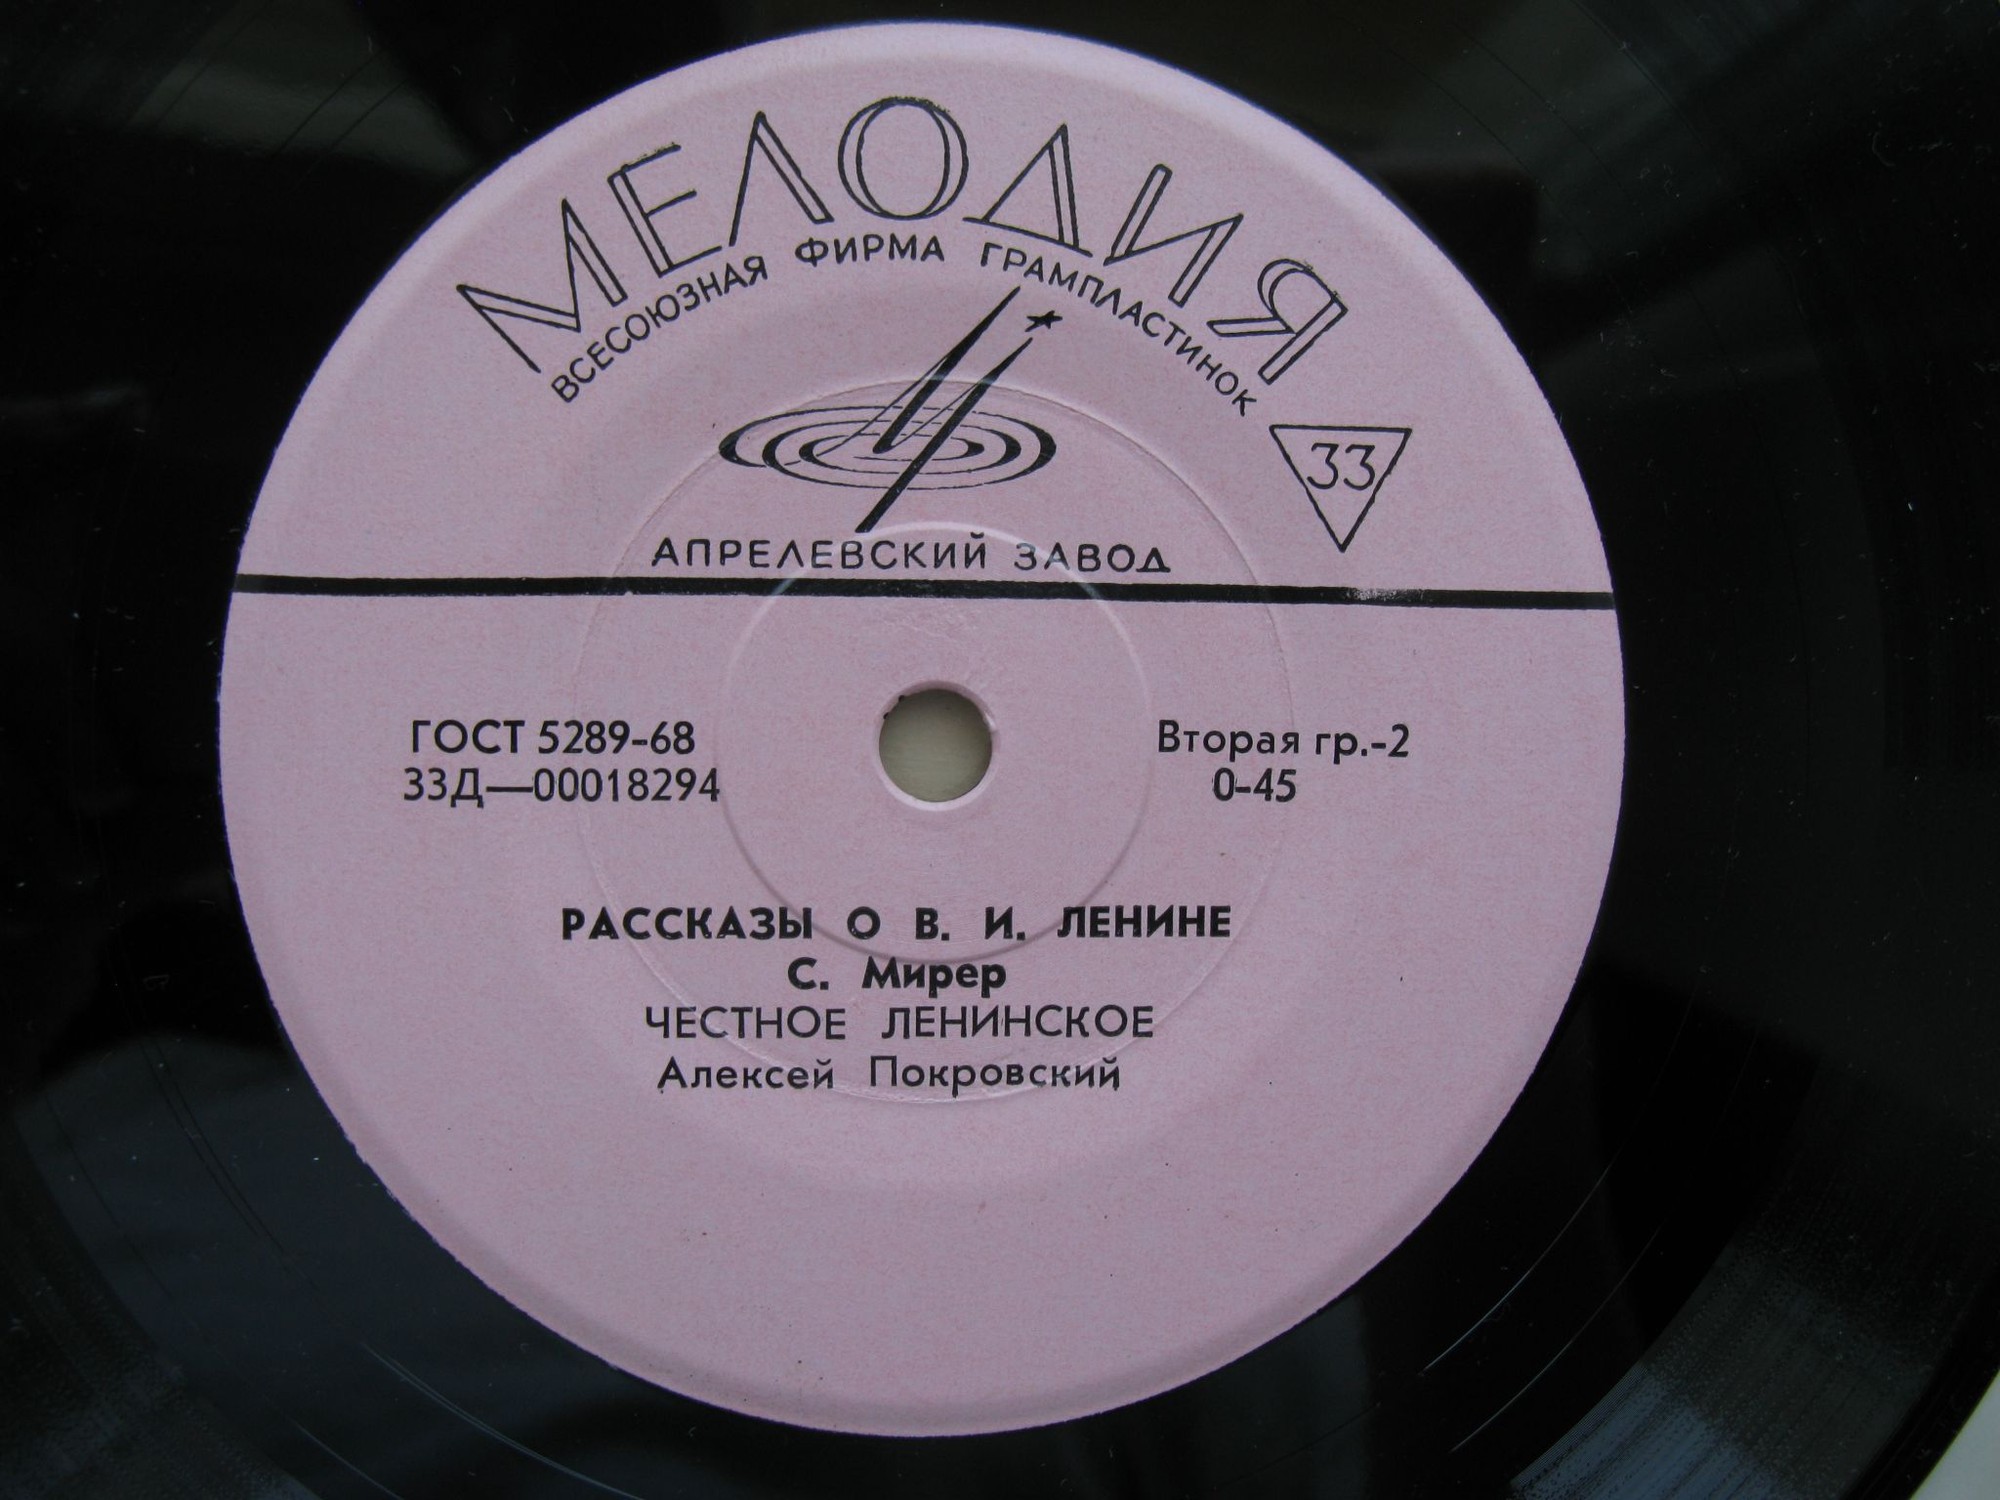 МЕЛОДИЯ
ВСЕСОЮЗНАЯ ФИРМА ГРАМПЛАСТИНОК
33
АПРЕЛЕВСКИЙ ЗАВОД
ГОСТ 5289-68
33Д—00018294
Вторая гр.-2
0-45
РАССКАЗЫ О В. И. ЛЕНИНЕ
С. Мирер
ЧЕСТНОЕ ЛЕНИНСКОЕ
Алексей Покровский